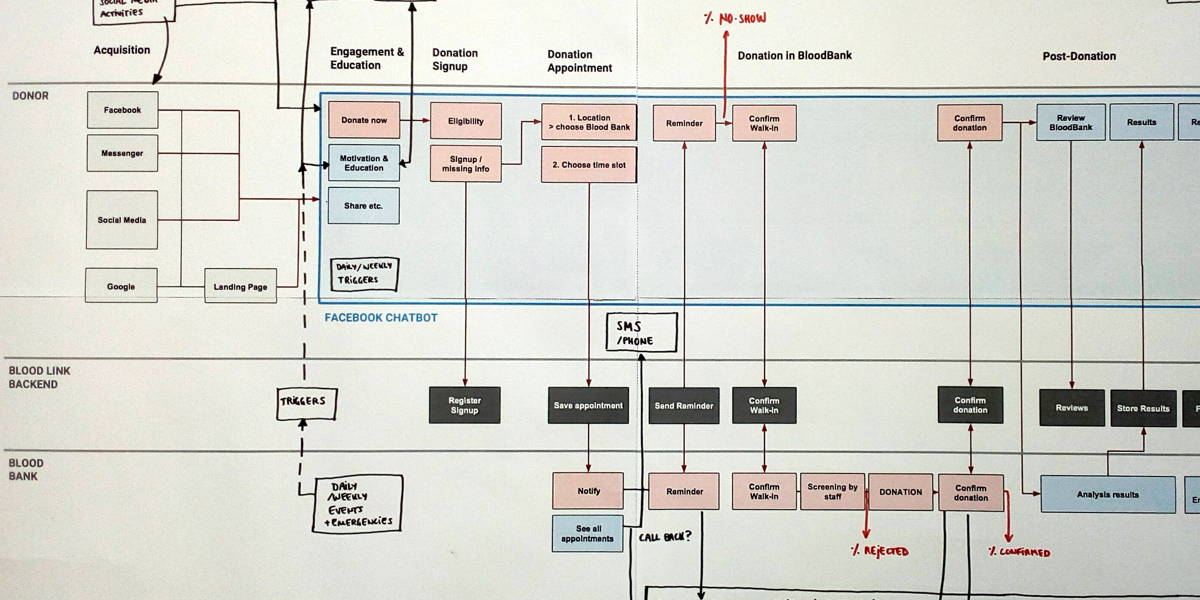 SOCIAL MEDIA
ACTIVITIES
% NO-SHOW
Acquisition
Engagement &
Education
Donation
Signup
Donation
Appointment
Donation in BloodBank
Post-Donation
DONOR
Facebook
Messenger
Social Media
Google
Landing Page
Donate now
Motivation &
Education
Share etc.
DAILY/WEEKLY
TRIGGERS
Eligibility
Signup /
missing info
1. Location
> choose Blood Bank
2. Choose time slot
Reminder
Confirm
Walk-in
Confirm
donation
Review
BloodBank
Results
FACEBOOK CHATBOT
SMS
/PHONE
BLOOD LINK
BACKEND
TRIGGERS
Register
Signup
Save appointment
Send Reminder
Confirm
Walk-in
Confirm
donation
Reviews
Store Results
BLOOD
BANK
DAILY
/WEEKLY
EVENTS
+EMERGENCIES
Notify
See all
appointments
Reminder
CALL BACK?
Confirm
Walk-in
Screening by
staff
DONATION
Confirm
donation
Analysis results
% REJECTED
% CONFIRMED